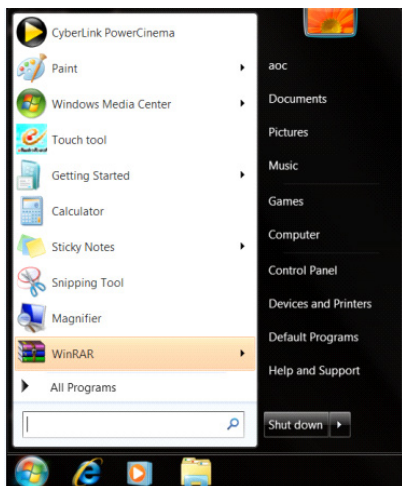 CyberLink PowerCinema
Paint
Windows Media Center
Touch tool
Getting Started
Calculator
Sticky Notes
Snipping Tool
Magnifier
WinRAR
All Programs
aoc
Documents
Pictures
Music
Games
Computer
Control Panel
Devices and Printers
Default Programs
Help and Support
Shut down